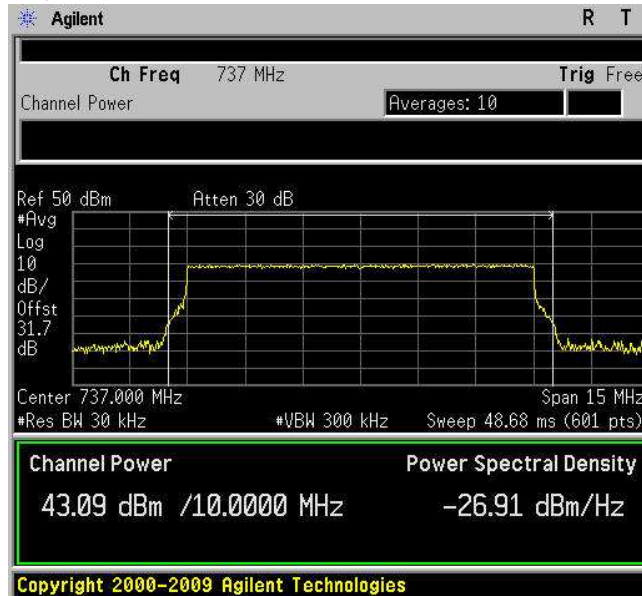 Agilent R T
Ch Freq 737 MHz Trig Free
Channel Power Averages: 10
Ref 50 dBm Atten 30 dB
#Avg
Log
10
dB/
Offst
31.7
dB
Center 737.000 MHz Span 15 MHz
#Res BW 30 kHz #VBW 300 kHz Sweep 48.68 ms (601 pts)
Channel Power Power Spectral Density
43.09 dBm /10.0000 MHz -26.91 dBm/Hz
Copyright 2000-2009 Agilent Technologies